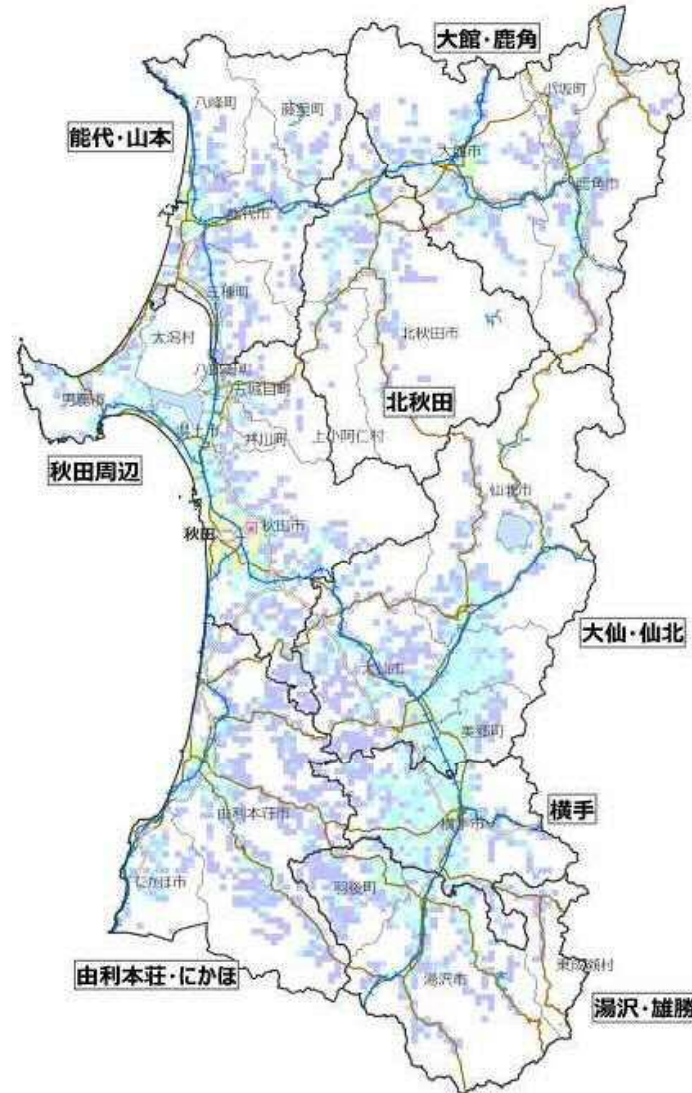 大館・鹿角
小坂町
八峰町
藤里町
能代・山本
大館市
鹿角市
能代市
三種町
大潟村
北秋田市
八郎潟町
五城目町
男鹿市
北秋田
潟上市
井川町
上小阿仁村
秋田周辺
仙北市
秋田
秋田市
大仙・仙北
大仙市
美郷町
横手
由利本荘市
横手市
にかほ市
羽後町
由利本荘・にかほ
湯沢市
東成瀬村
湯沢・雄勝